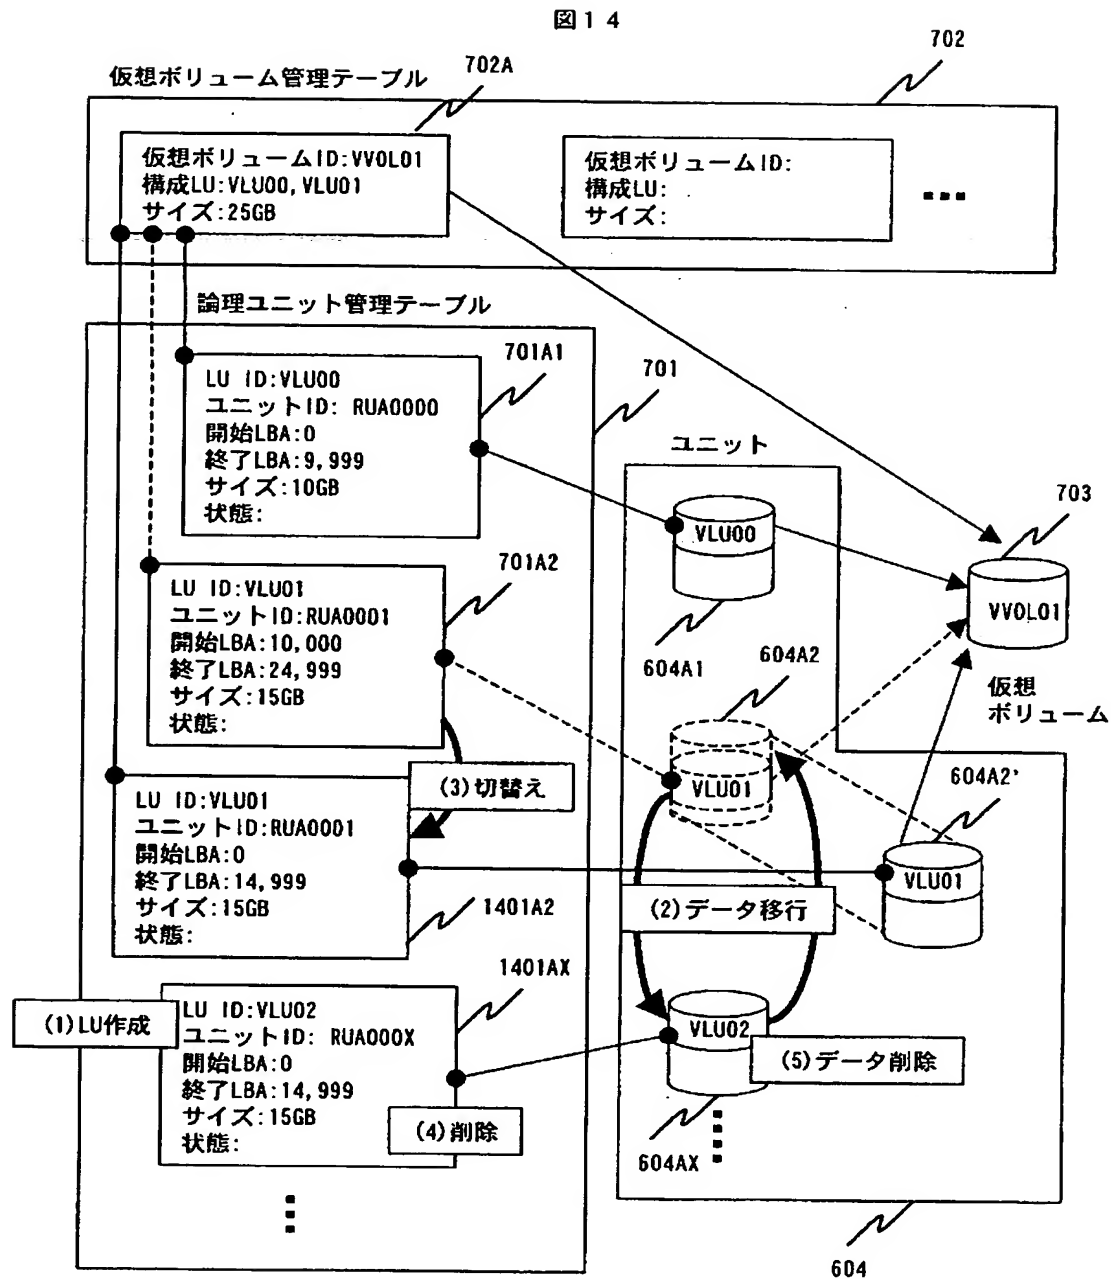 図14
702
702A
仮想ボリューム管理テーブル
仮想ボリュームID:VVOL01
構成LU:VLU00,VLU01
サイズ:25GB
仮想ボリュームID:
構成LU:
サイズ:
論理ユニット管理テーブル
701A1
701
LU ID:VLU00
ユニットID: RUA0000
開始LBA:0
終了LBA:9,999
サイズ:10GB
状態:
ユニット
703
VLU00
VVOL01
701A2
LU ID:VLU01
ユニットID:RUA0001
開始LBA:10,000
終了LBA:24,999
サイズ:15GB
状態:
604A1
604A2
仮想
ボリューム
VLU01
604A2'
(3)切替え
LU ID:VLU01
ユニットID:RUA0001
開始LBA:0
終了LBA:14,999
サイズ:15GB
状態:
VLU01
1401A2
(2)データ移行
1401AX
(1)LU作成
LU ID:VLU02
ユニットID: RUA000X
開始LBA:0
終了LBA:14,999
サイズ:15GB
状態:
VLU02
(5)データ削除
(4)削除
604AX
604